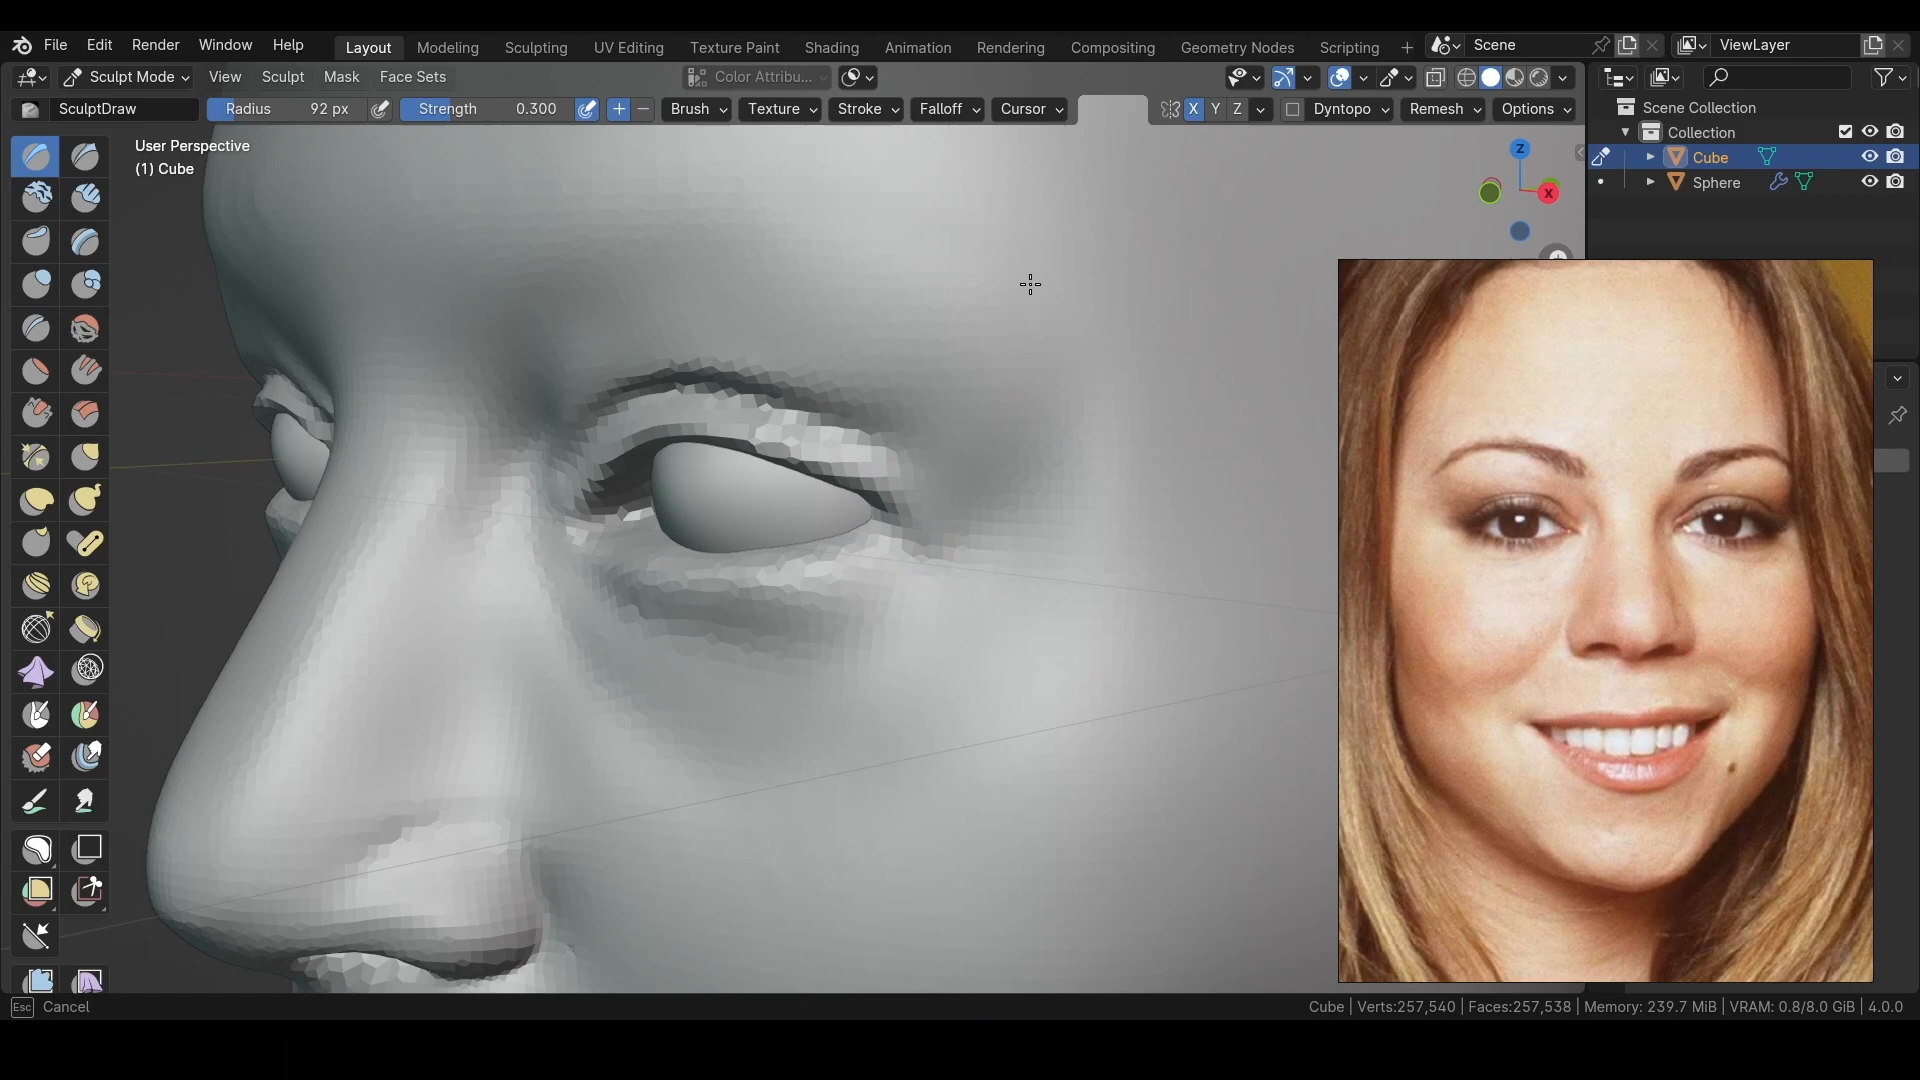 File Edit Render Window Help Layout Modeling Sculpting UV Editing Texture Paint Shading Animation Rendering Compositing Geometry Nodes Scripting + Scene ViewLayer
Sculpt Mode View Sculpt Mask Face Sets Color Attribu...
SculptDraw Radius 92 px Strength 0.300 Brush Texture Stroke Falloff Cursor X Y Z Dyntopo Remesh Options
Scene Collection
Collection
Cube
Sphere
User Perspective
(1) Cube
Z
X
Esc Cancel
Cube | Verts:257,540 | Faces:257,538 | Memory: 239.7 MiB | VRAM: 0.8/8.0 GiB | 4.0.0